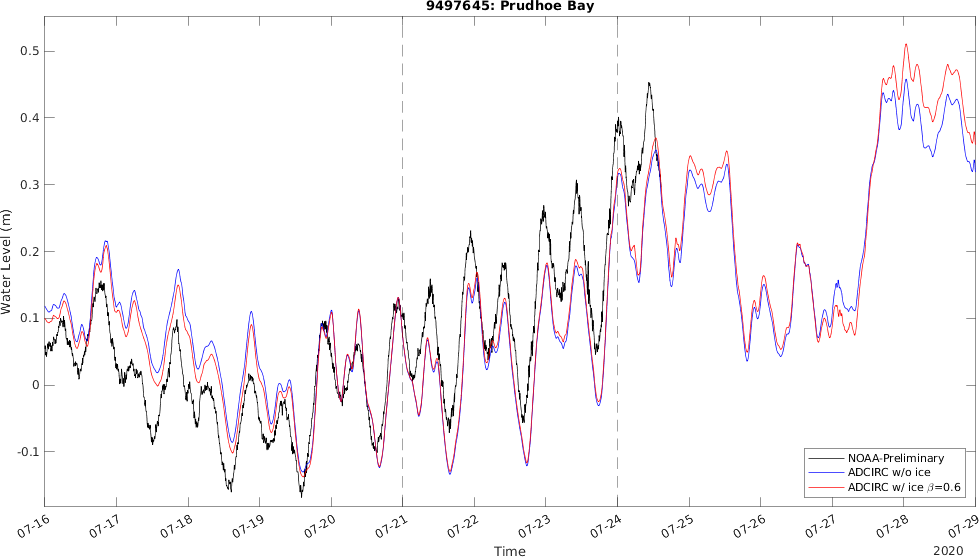 9497645: Prudhoe Bay
Water Level (m)
0.5
0.4
0.3
0.2
0.1
0
-0.1
NOAA-Preliminary
ADCIRC w/o ice
ADCIRC w/ ice β=0.6
07-16 07-17 07-18 07-19 07-20 07-21 07-22 07-23 07-24 07-25 07-26 07-27 07-28 07-29
Time
2020